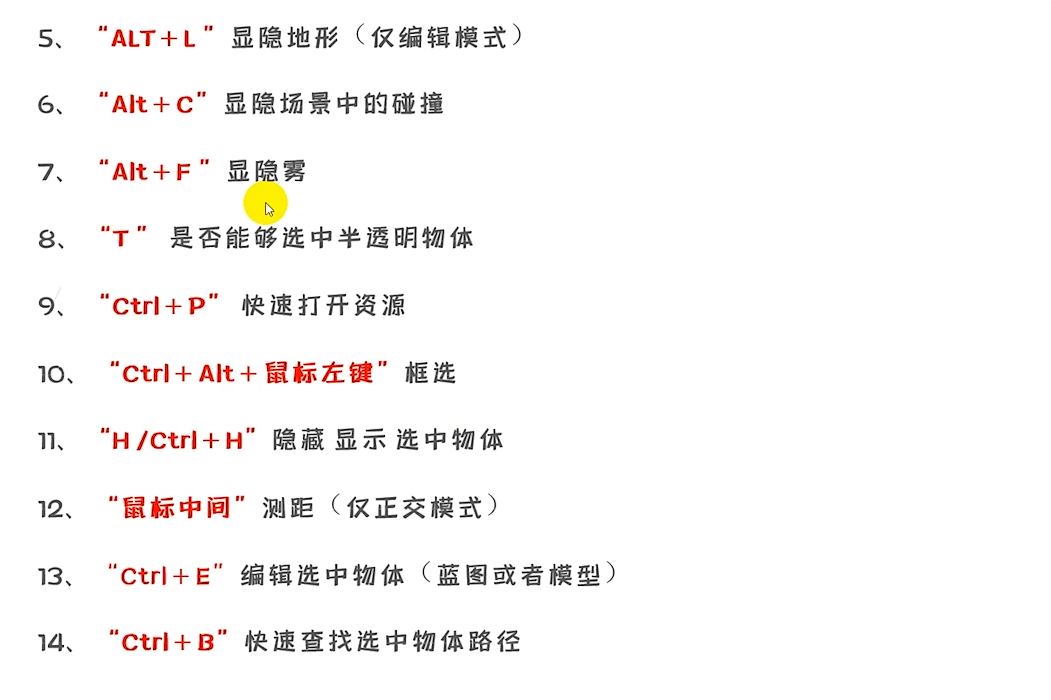 5、 “ALT+L ” 显隐地形（仅编辑模式）
6、 “Alt+C” 显隐场景中的碰撞
7、 “Alt+F ” 显隐雾
8、 “T ” 是否能够选中半透明物体
9、 “Ctrl+P” 快速打开资源
10、 “Ctrl+Alt+鼠标左键” 框选
11、 “H /Ctrl+H” 隐藏 显示 选中物体
12、 “鼠标中间” 测距（仅正交模式）
13、 “Ctrl+E” 编辑选中物体（蓝图或者模型）
14、 “Ctrl+B” 快速查找选中物体路径